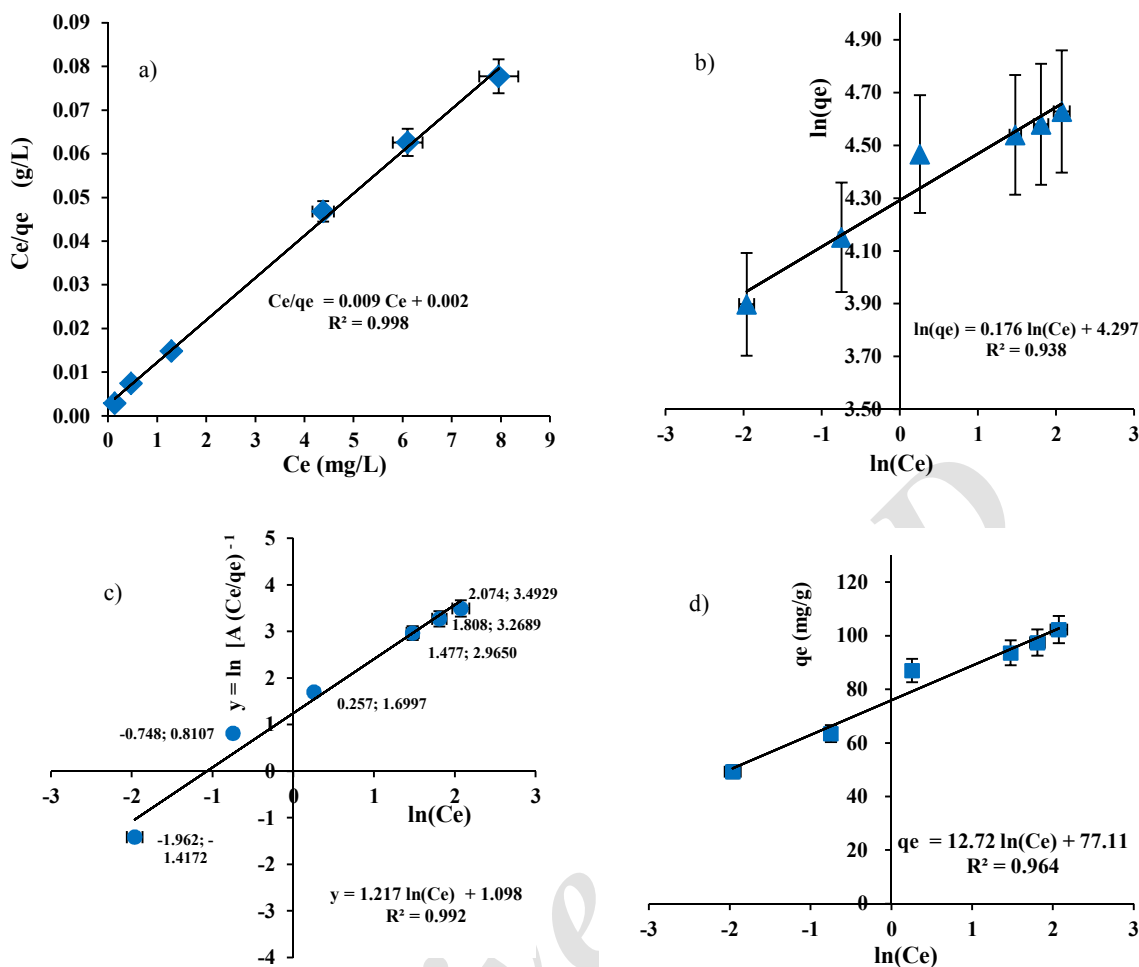 a)
Ce/qe (g/L)
0.09
0.08
0.07
0.06
0.05
0.04
0.03
0.02
0.01
0.00
Ce/qe = 0.009 Ce + 0.002
R² = 0.998
0 1 2 3 4 5 6 7 8 9
Ce (mg/L)
b)
ln(qe)
4.90
4.70
4.50
4.30
4.10
3.90
3.70
3.50
ln(qe) = 0.176 ln(Ce) + 4.297
R² = 0.938
-3 -2 -1 0 1 2 3
ln(Ce)
c)
y = ln [A (Ce/qe) ⁻¹
5
4
3
2
1
0
-1
-2
-3
-4
2.074; 3.4929
1.808; 3.2689
1.477; 2.9650
0.257; 1.6997
-0.748; 0.8107
-3 -2 -1 0 1 2 3
ln(Ce)
-1.962; -
1.4172
y = 1.217 ln(Ce) + 1.098
R² = 0.992
d)
qe (mg/g)
120
100
80
60
40
20
0
qe = 12.72 ln(Ce) + 77.11
R² = 0.964
-3 -2 -1 0 1 2 3
ln(Ce)